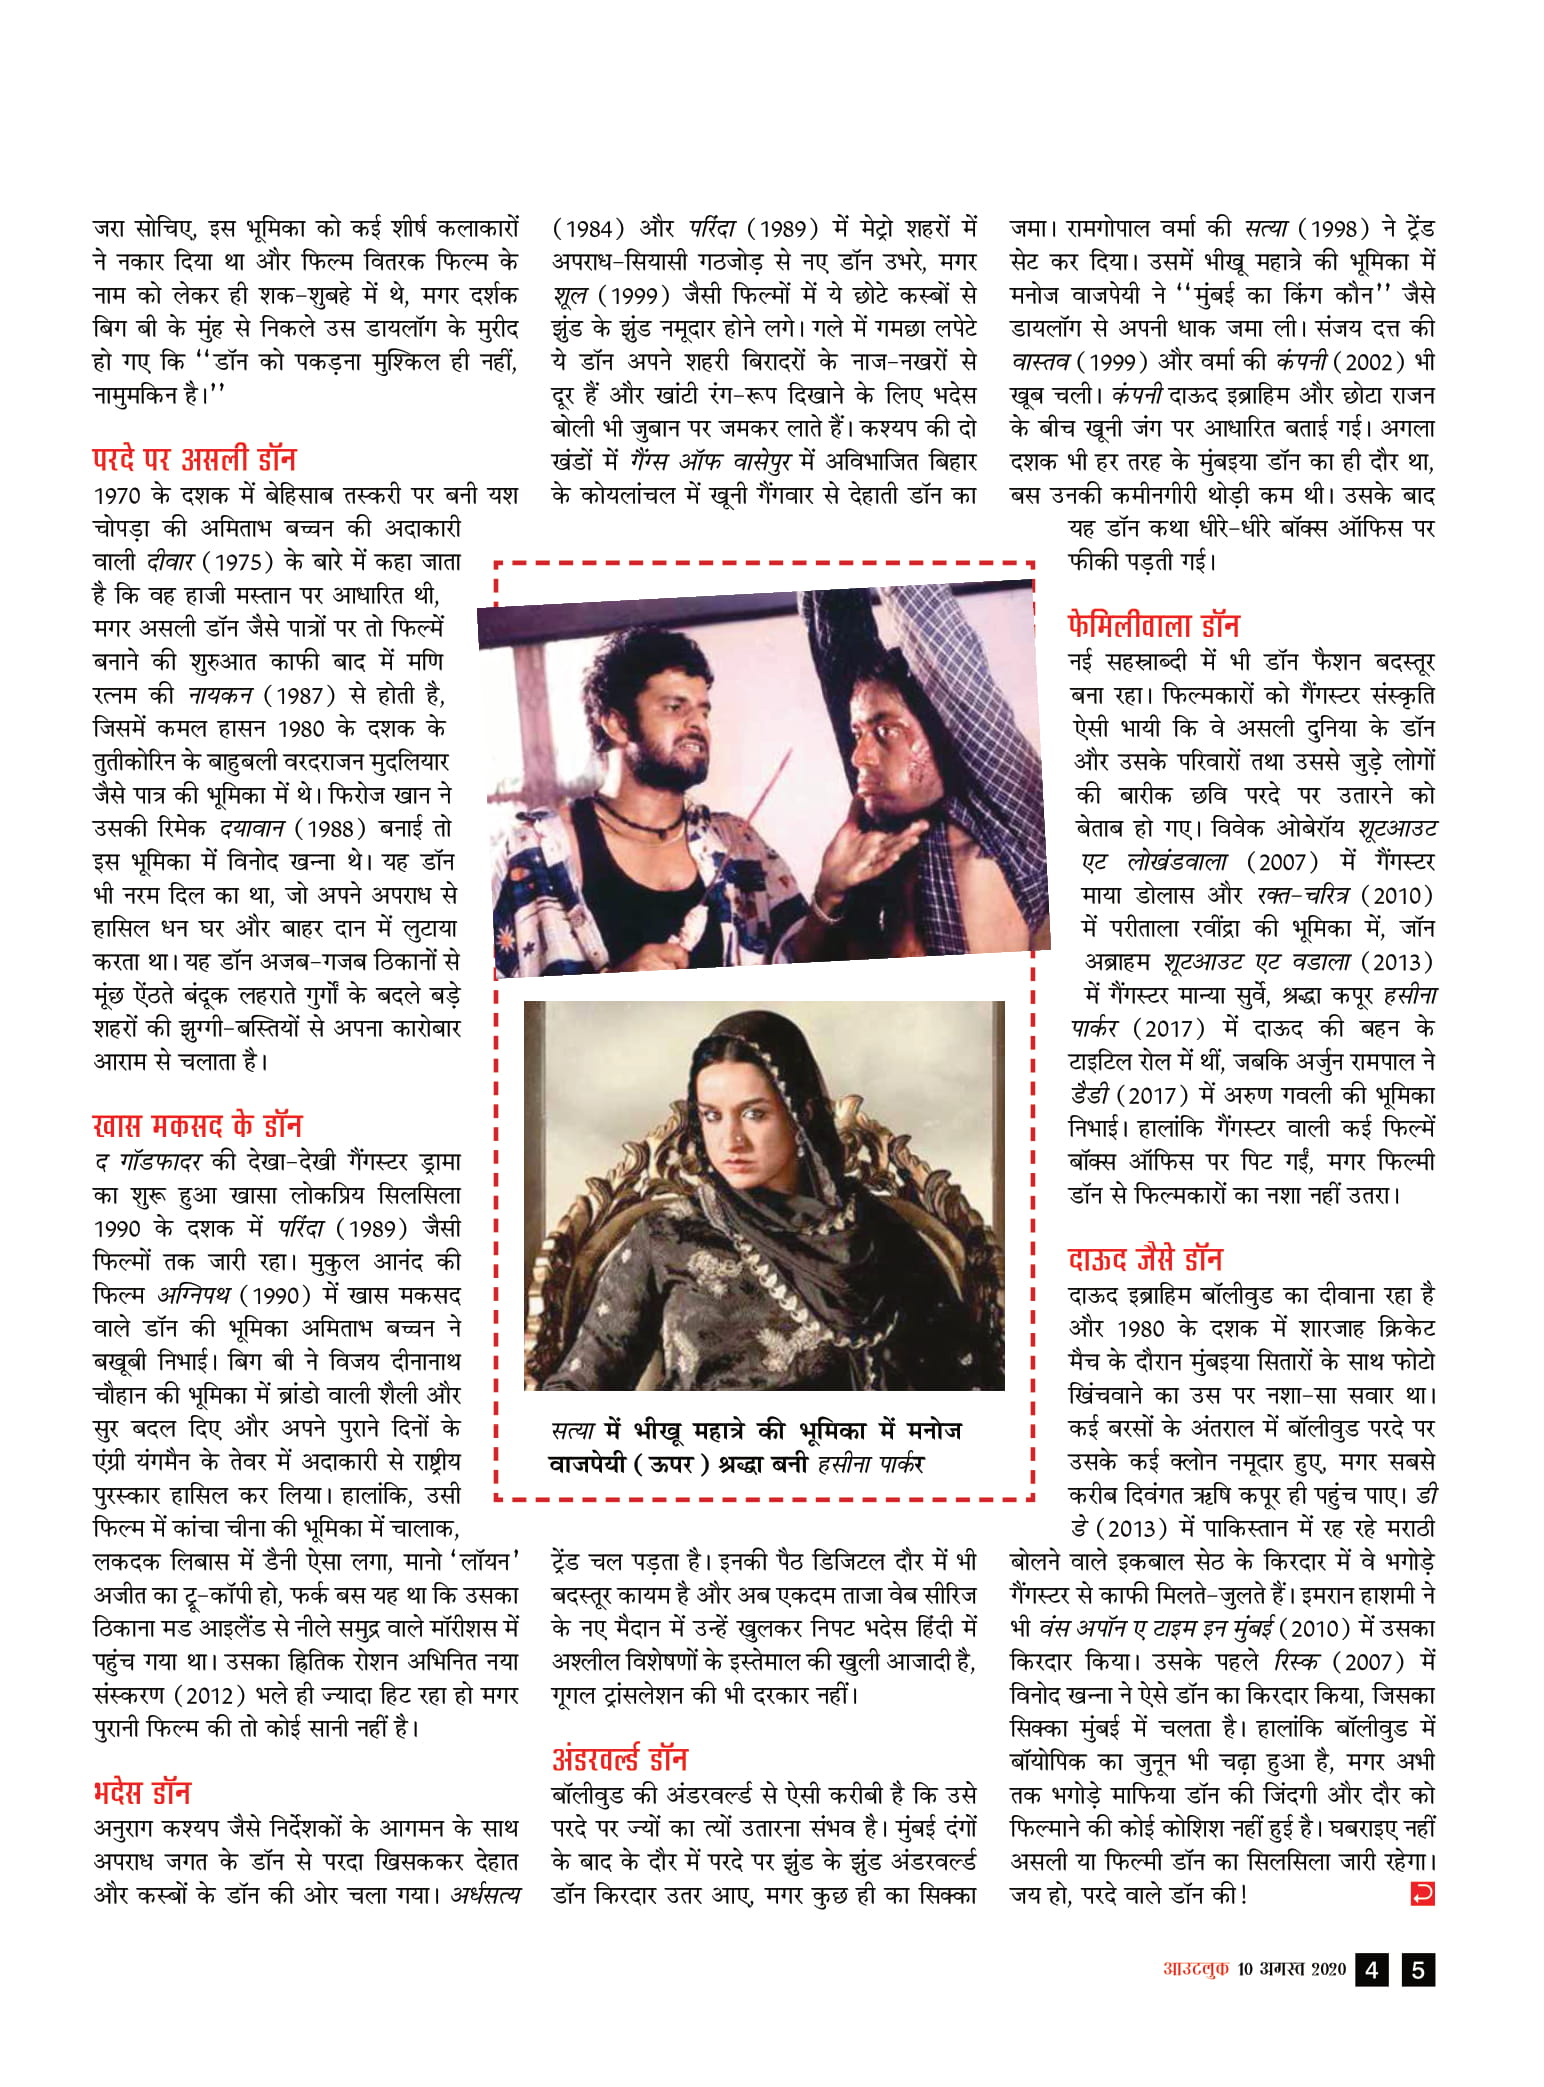 जरा सोचिए, इस भूमिका को कई शीर्ष कलाकारों
ने नकार दिया था और फिल्म वितरक फिल्म के
नाम को लेकर ही शक-शुबहे में थे, मगर दर्शक
बिग बी के मुंह से निकले उस डायलॉग के मुरीद
हो गए कि ‘‘डॉन को पकड़ना मुश्किल ही नहीं,
नामुमकिन है।’’
परदे पर असली डॉन
1970 के दशक में बेहिसाब तस्करी पर बनी यश
चोपड़ा की अमिताभ बच्चन की अदाकारी
वाली दीवार (1975) के बारे में कहा जाता
है कि वह हाजी मस्तान पर आधारित थी,
मगर असली डॉन जैसे पात्रों पर तो फिल्में
बनाने की शुरुआत काफी बाद में मणि
रत्नम की नायकन (1987) से होती है,
जिसमें कमल हासन 1980 के दशक के
तुतीकोरिन के बाहुबली वरदराजन मुदलियार
जैसे पात्र की भूमिका में थे। फिरोज खान ने
उसकी रिमेक दयावान (1988) बनाई तो
इस भूमिका में विनोद खन्ना थे। यह डॉन
भी नरम दिल का था, जो अपने अपराध से
हासिल धन घर और बाहर दान में लुटाया
करता था। यह डॉन अजब-गजब ठिकानों से
मूंछ ऐंठते बंदूक लहराते गुर्गों के बदले बड़े
शहरों की झुग्गी-बस्तियों से अपना कारोबार
आराम से चलाता है।
खास मकसद के डॉन
द गॉडफादर की देखा-देखी गैंगस्टर ड्रामा
का शुरू हुआ खासा लोकप्रिय सिलसिला
1990 के दशक में परिंदा (1989) जैसी
फिल्मों तक जारी रहा। मुकुल आनंद की
फिल्म अग्निपथ (1990) में खास मकसद
वाले डॉन की भूमिका अमिताभ बच्चन ने
बखूबी निभाई। बिग बी ने विजय दीनानाथ
चौहान की भूमिका में ब्रांडो वाली शैली और
सुर बदल दिए और अपने पुराने दिनों के
एंग्री यंगमैन के तेवर में अदाकारी से राष्ट्रीय
पुरस्कार हासिल कर लिया। हालांकि, उसी
फिल्म में कांचा चीना की भूमिका में चालाक,
लकदक लिबास में डैनी ऐसा लगा, मानो ‘लॉयन’
अजीत का ट्रू-कॉपी हो, फर्क बस यह था कि उसका
ठिकाना मड आइलैंड से नीले समुद्र वाले मॉरीशस में
पहुंच गया था। उसका ह्रितिक रोशन अभिनित नया
संस्करण (2012) भले ही ज्यादा हिट रहा हो मगर
पुरानी फिल्म की तो कोई सानी नहीं है।
भदेस डॉन
अनुराग कश्यप जैसे निर्देशकों के आगमन के साथ
अपराध जगत के डॉन से परदा खिसककर देहात
और कस्बों के डॉन की ओर चला गया। अर्धसत्य
(1984) और परिंदा (1989) में मेट्रो शहरों में
अपराध-सियासी गठजोड़ से नए डॉन उभरे, मगर
शूल (1999) जैसी फिल्मों में ये छोटे कस्बों से
झुंड के झुंड नमूदार होने लगे। गले में गमछा लपेटे
ये डॉन अपने शहरी बिरादरों के नाज-नखरों से
दूर हैं और खांटी रंग-रूप दिखाने के लिए भदेस
बोली भी जुबान पर जमकर लाते हैं। कश्यप की दो
खंडों में गैंग्स ऑफ वासेपुर में अविभाजित बिहार
के कोयलांचल में खूनी गैंगवार से देहाती डॉन का
सत्या में भीखू महात्रे की भूमिका में मनोज
वाजपेयी (ऊपर) श्रद्धा बनी हसीना पार्कर
ट्रेंड चल पड़ता है। इनकी पैठ डिजिटल दौर में भी
बदस्तूर कायम है और अब एकदम ताजा वेब सीरिज
के नए मैदान में उन्हें खुलकर निपट भदेस हिंदी में
अश्लील विशेषणों के इस्तेमाल की खुली आजादी है,
गूगल ट्रांसलेशन की भी दरकार नहीं।
अंडरवर्ल्ड डॉन
बॉलीवुड की अंडरवर्ल्ड से ऐसी करीबी है कि उसे
परदे पर ज्यों का त्यों उतारना संभव है। मुंबई दंगों
के बाद के दौर में परदे पर झुंड के झुंड अंडरवर्ल्ड
डॉन किरदार उतर आए, मगर कुछ ही का सिक्का
जमा। रामगोपाल वर्मा की सत्या (1998) ने ट्रेंड
सेट कर दिया। उसमें भीखू महात्रे की भूमिका में
मनोज वाजपेयी ने ‘‘मुंबई का किंग कौन’’ जैसे
डायलॉग से अपनी धाक जमा ली। संजय दत्त की
वास्तव (1999) और वर्मा की कंपनी (2002) भी
खूब चली। कंपनी दाऊद इब्राहिम और छोटा राजन
के बीच खूनी जंग पर आधारित बताई गई। अगला
दशक भी हर तरह के मुंबइया डॉन का ही दौर था,
बस उनकी कमीनगीरी थोड़ी कम थी। उसके बाद
यह डॉन कथा धीरे-धीरे बॉक्स ऑफिस पर
फीकी पड़ती गई।
फेमिलीवाला डॉन
नई सहस्राब्दी में भी डॉन फैशन बदस्तूर
बना रहा। फिल्मकारों को गैंगस्टर संस्कृति
ऐसी भायी कि वे असली दुनिया के डॉन
और उसके परिवारों तथा उससे जुड़े लोगों
की बारीक छवि परदे पर उतारने को
बेताब हो गए। विवेक ओबेरॉय शूटआउट
एट लोखंडवाला (2007) में गैंगस्टर
माया डोलास और रक्त-चरित्र (2010)
में परीताला रवींद्रा की भूमिका में, जॉन
अब्राहम शूटआउट एट वडाला (2013)
में गैंगस्टर मान्या सुर्वे, श्रद्धा कपूर हसीना
पार्कर (2017) में दाऊद की बहन के
टाइटिल रोल में थीं, जबकि अर्जुन रामपाल ने
डैडी (2017) में अरुण गवली की भूमिका
निभाई। हालांकि गैंगस्टर वाली कई फिल्में
बॉक्स ऑफिस पर पिट गईं, मगर फिल्मी
डॉन से फिल्मकारों का नशा नहीं उतरा।
दाऊद जैसे डॉन
दाऊद इब्राहिम बॉलीवुड का दीवाना रहा है
और 1980 के दशक में शारजाह क्रिकेट
मैच के दौरान मुंबइया सितारों के साथ फोटो
खिंचवाने का उस पर नशा-सा सवार था।
कई बरसों के अंतराल में बॉलीवुड परदे पर
उसके कई क्लोन नमूदार हुए, मगर सबसे
करीब दिवंगत ऋषि कपूर ही पहुंच पाए। डी
डे (2013) में पाकिस्तान में रह रहे मराठी
बोलने वाले इकबाल सेठ के किरदार में वे भगोड़े
गैंगस्टर से काफी मिलते-जुलते हैं। इमरान हाशमी ने
भी वंस अपॉन ए टाइम इन मुंबई (2010) में उसका
किरदार किया। उसके पहले रिस्क (2007) में
विनोद खन्ना ने ऐसे डॉन का किरदार किया, जिसका
सिक्का मुंबई में चलता है। हालांकि बॉलीवुड में
बॉयोपिक का जुनून भी चढ़ा हुआ है, मगर अभी
तक भगोड़े माफिया डॉन की जिंदगी और दौर को
फिल्माने की कोई कोशिश नहीं हुई है। घबराइए नहीं
असली या फिल्मी डॉन का सिलसिला जारी रहेगा।
जय हो, परदे वाले डॉन की!
आउटलुक 10 अगस्त 2020 4 5